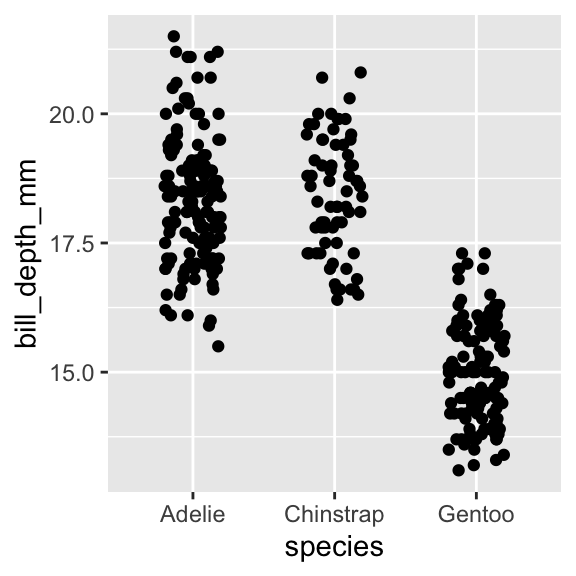 bill_depth_mm
20.0
17.5
15.0
Adelie
Chinstrap
Gentoo
species